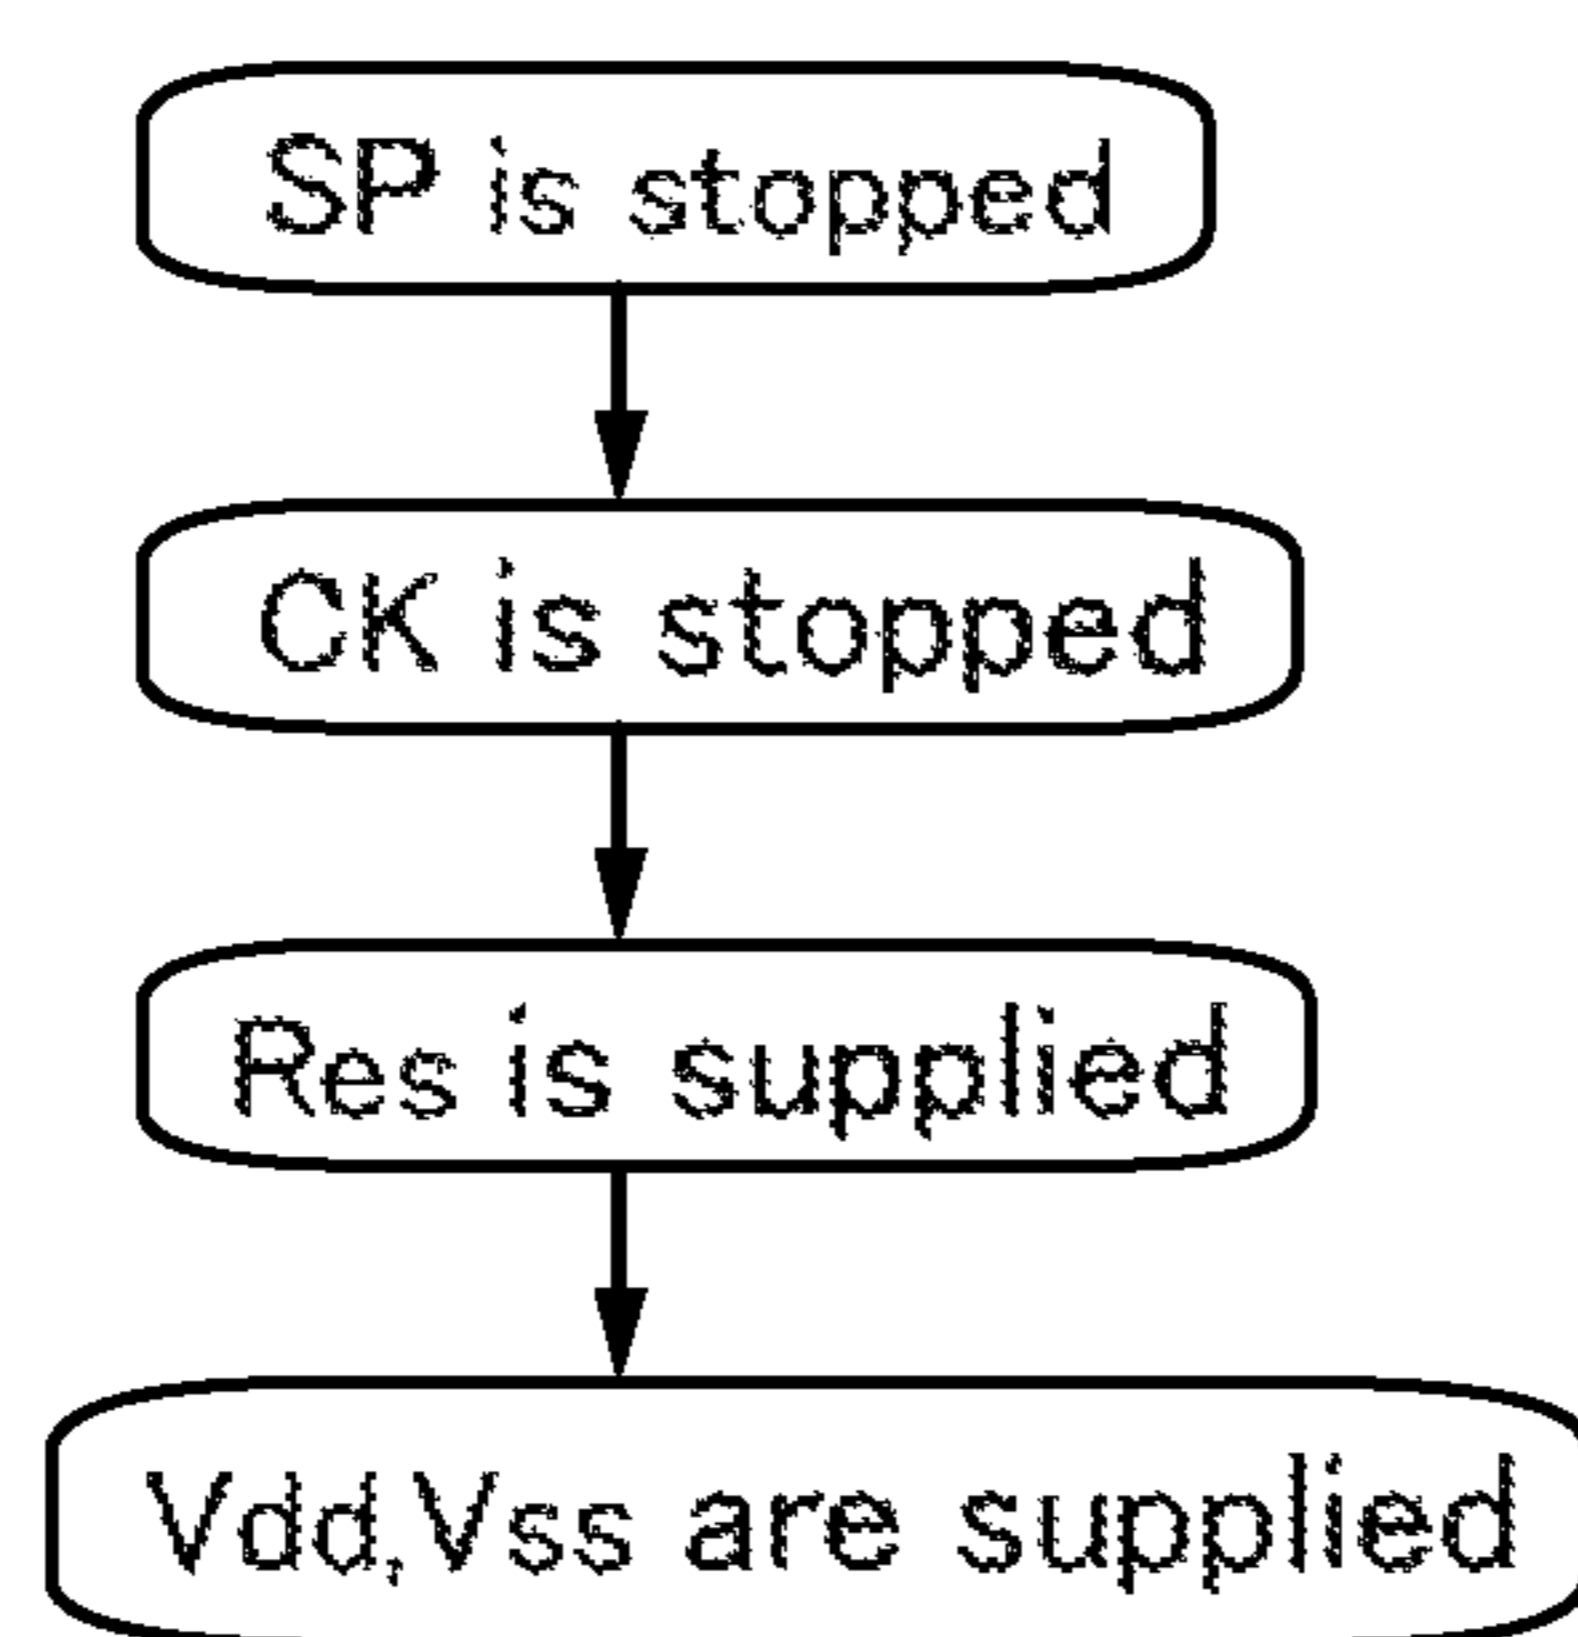 SP is stopped
CK is stopped
Res is supplied
Vdd,Vss are supplied